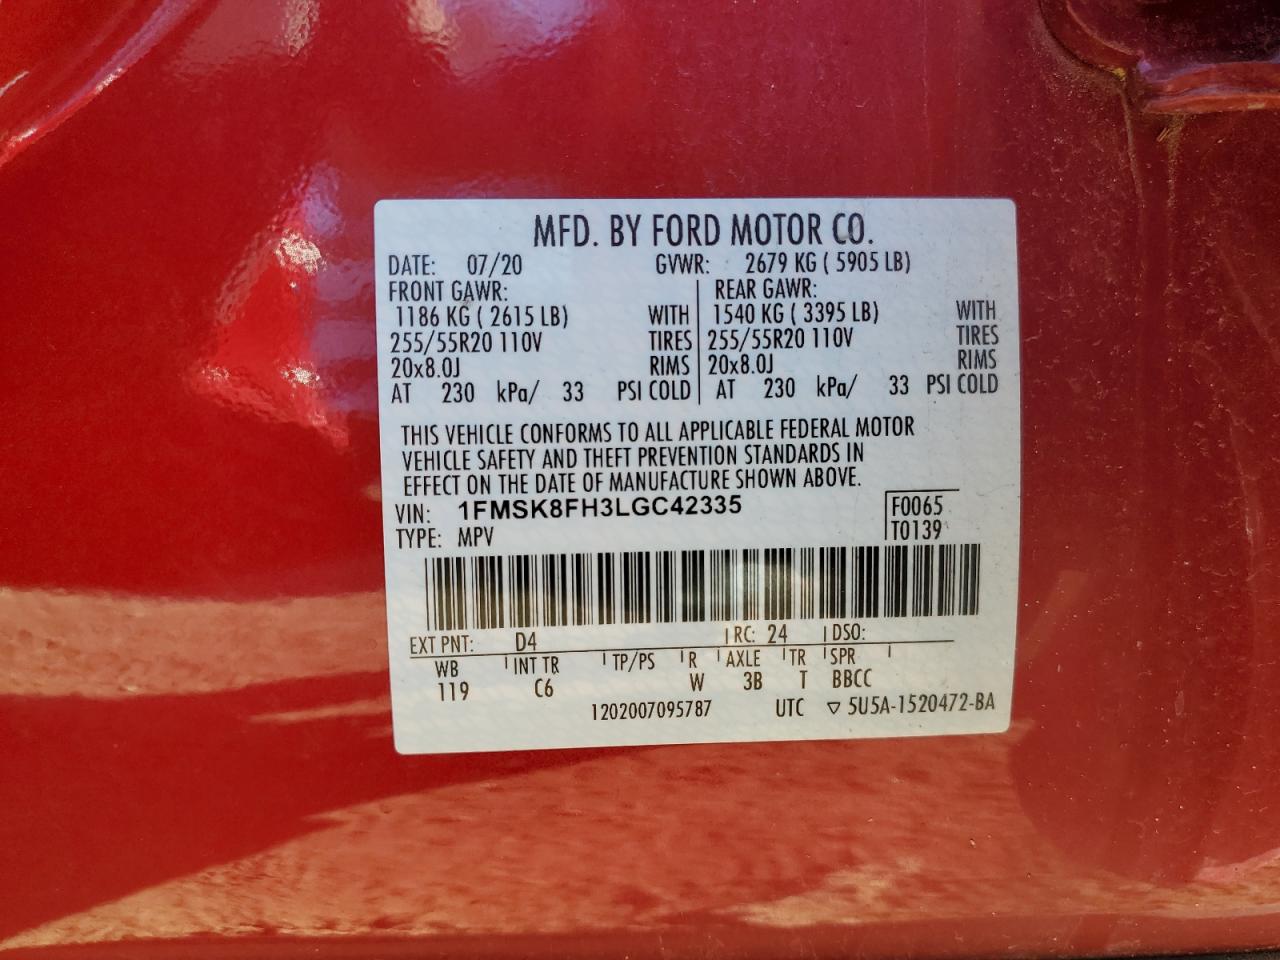 MFD. BY FORD MOTOR CO.
DATE: 07/20 GVWR: 2679 KG ( 5905 LB)
FRONT GAWR: REAR GAWR:
1186 KG ( 2615 LB) WITH 1540 KG ( 3395 LB) WITH
255/55R20 110V TIRES 255/55R20 110V TIRES
20x8.0J RIMS 20x8.0J RIMS
AT 230 kPa/ 33 PSI COLD AT 230 kPa/ 33 PSI COLD
THIS VEHICLE CONFORMS TO ALL APPLICABLE FEDERAL MOTOR
VEHICLE SAFETY AND THEFT PREVENTION STANDARDS IN
EFFECT ON THE DATE OF MANUFACTURE SHOWN ABOVE.
VIN: 1FMSK8FH3LGC42335 F0065
TYPE: MPV T0139
EXT PNT: D4 RC: 24 DSO:
WB INT TR TP/PS R AXLE TR SPR
119 C6 W 3B T BBCC
1202007095787 UTC ▽ 5U5A-1520472-BA